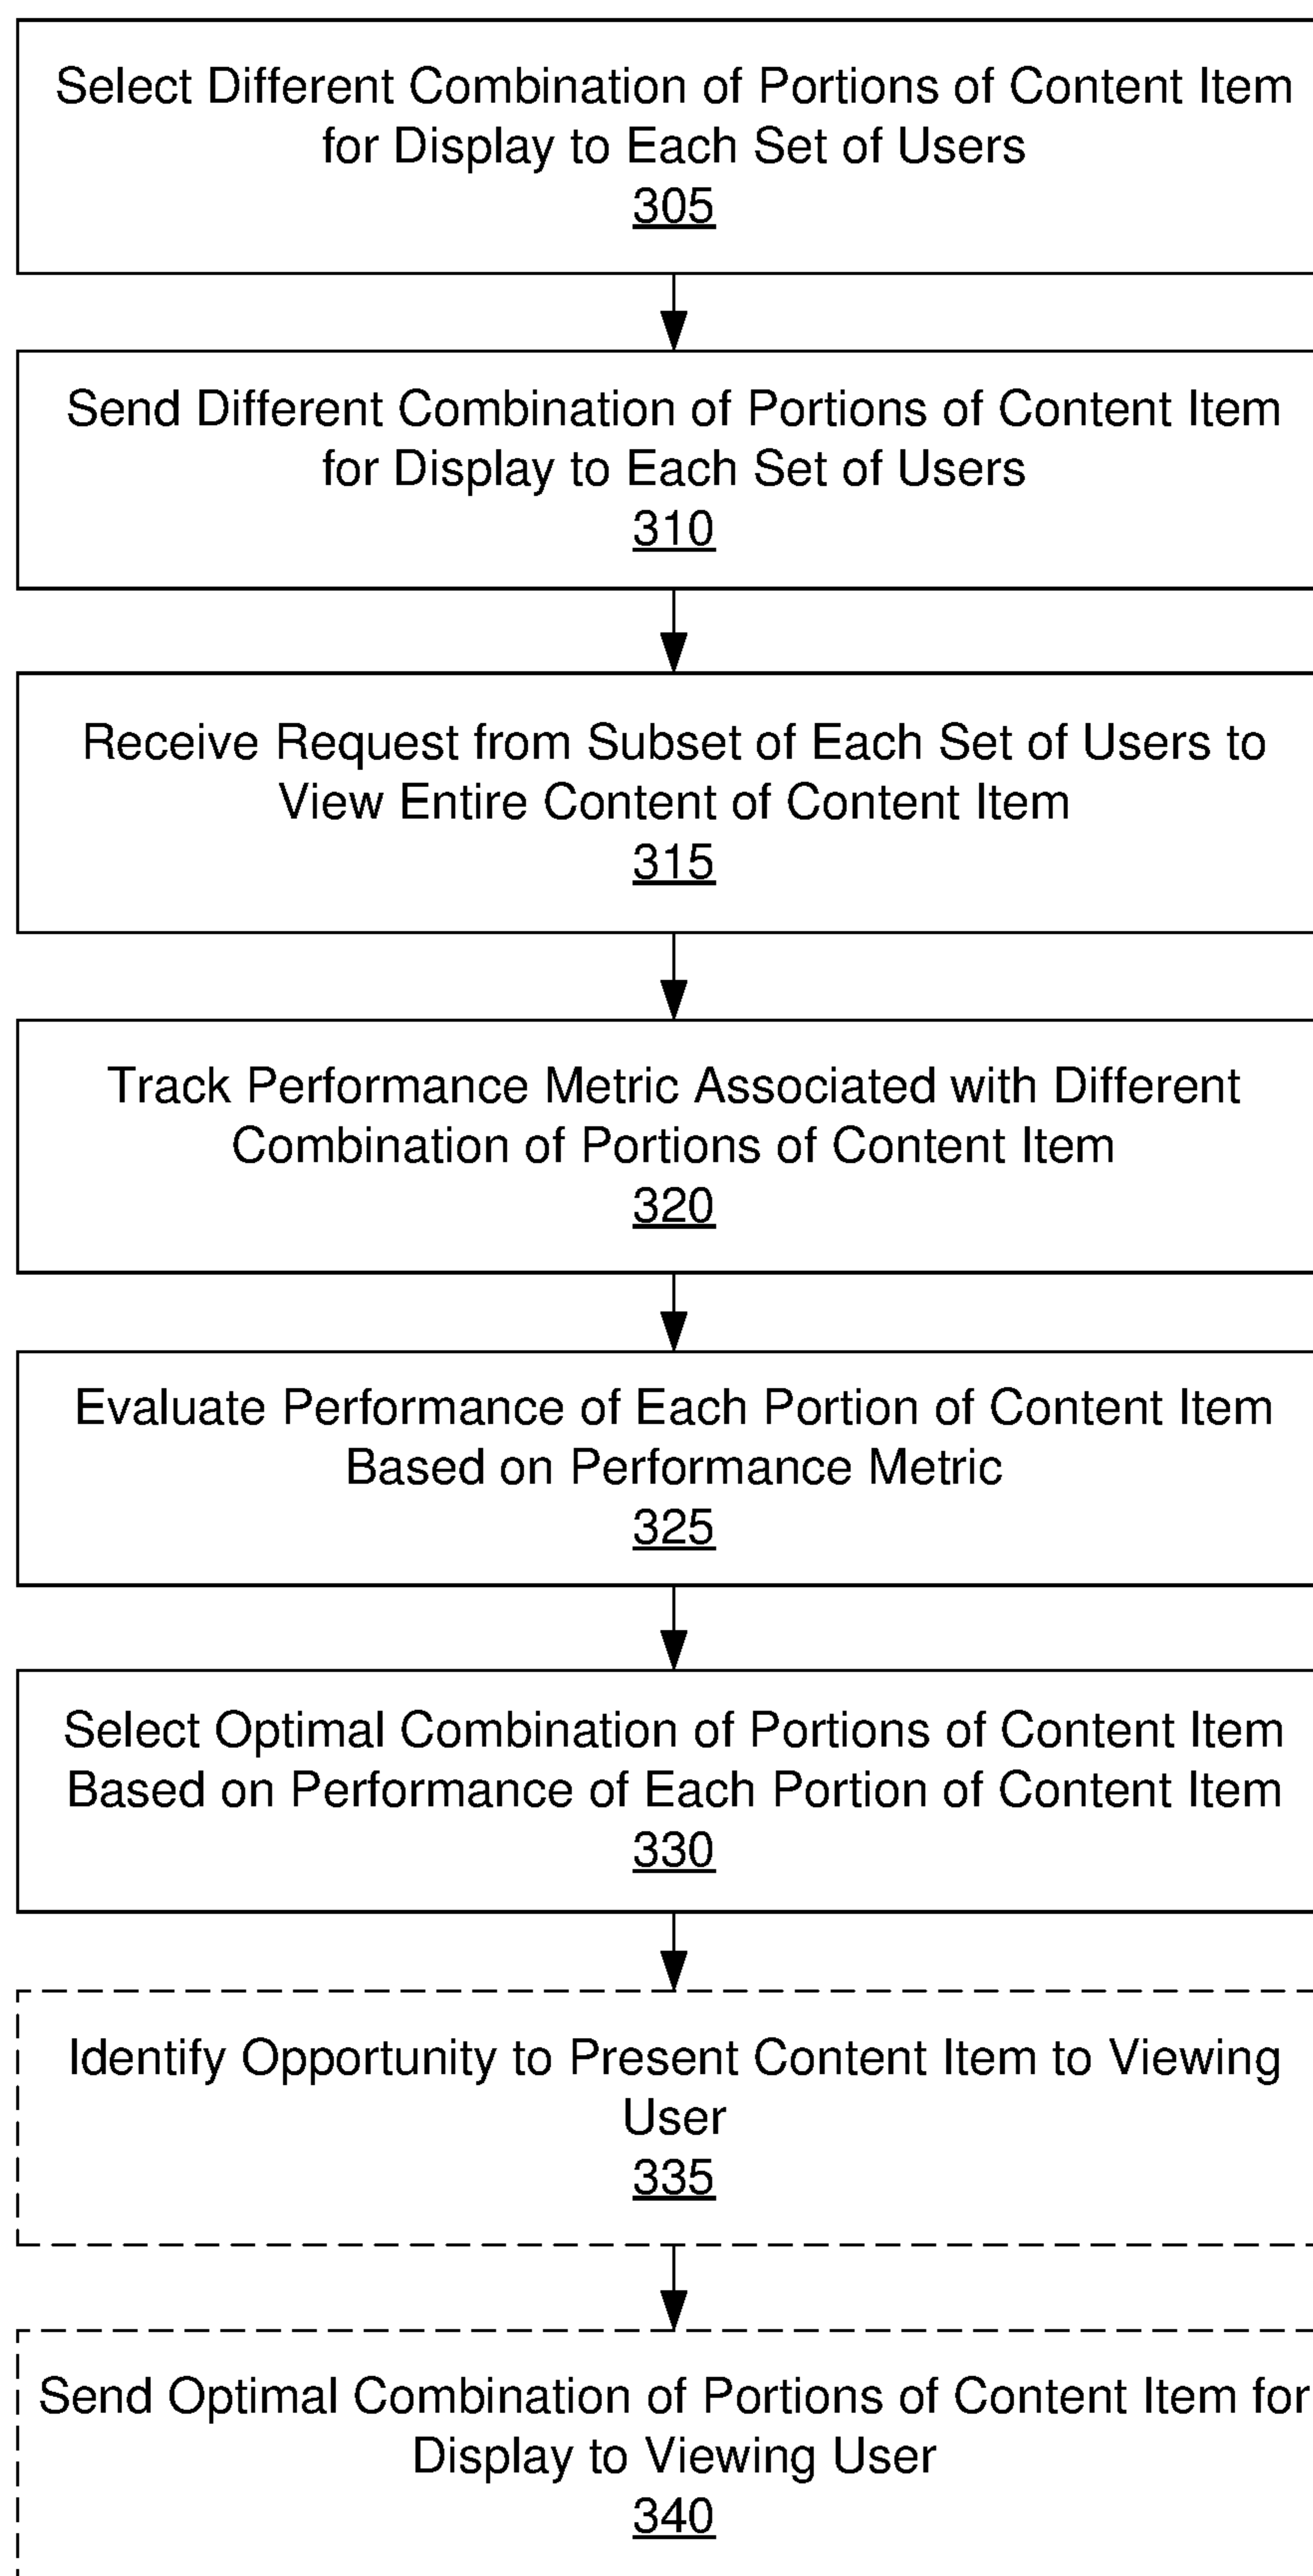 Select Different Combination of Portions of Content Item
for Display to Each Set of Users
305
Send Different Combination of Portions of Content Item
for Display to Each Set of Users
310
Receive Request from Subset of Each Set of Users to
View Entire Content of Content Item
315
Track Performance Metric Associated with Different
Combination of Portions of Content Item
320
Evaluate Performance of Each Portion of Content Item
Based on Performance Metric
325
Select Optimal Combination of Portions of Content Item
Based on Performance of Each Portion of Content Item
330
Identify Opportunity to Present Content Item to Viewing
User
335
Send Optimal Combination of Portions of Content Item for
Display to Viewing User
340